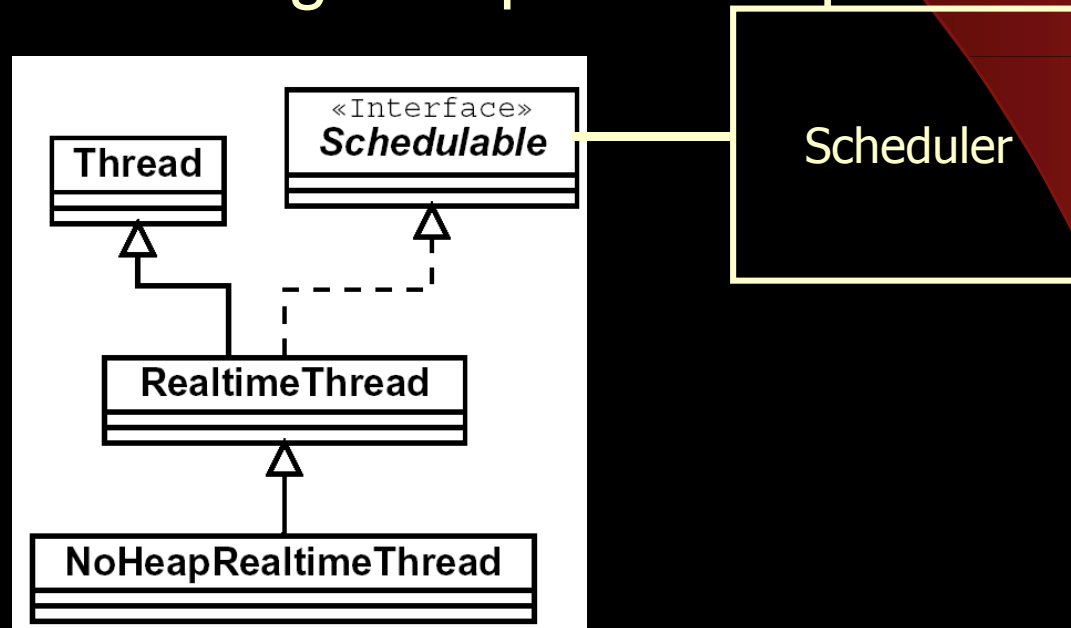 «Interface»
Schedulable
Thread
Scheduler
RealtimeThread
NoHeapRealtimeThread